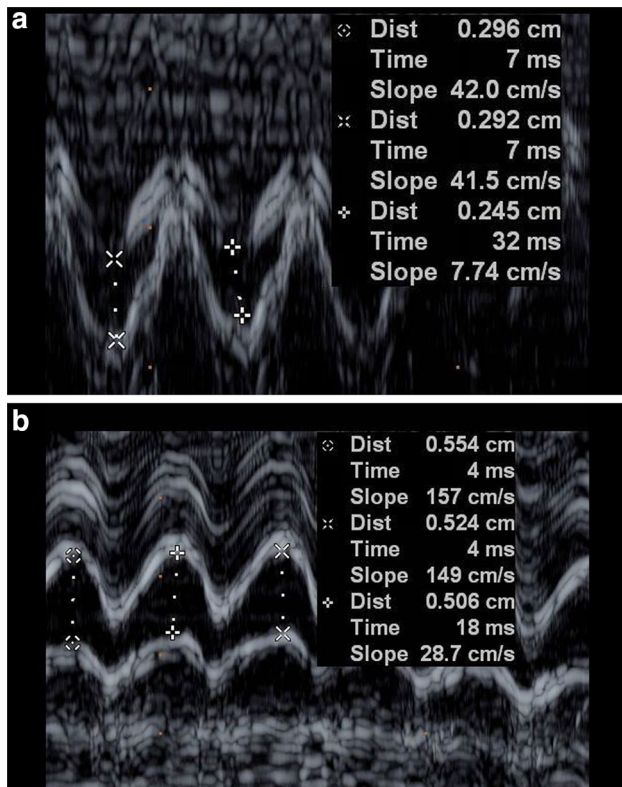 a
Dist 0.296 cm
Time 7 ms
Slope 42.0 cm/s
Dist 0.292 cm
Time 7 ms
Slope 41.5 cm/s
Dist 0.245 cm
Time 32 ms
Slope 7.74 cm/s
b
Dist 0.554 cm
Time 4 ms
Slope 157 cm/s
Dist 0.524 cm
Time 4 ms
Slope 149 cm/s
Dist 0.506 cm
Time 18 ms
Slope 28.7 cm/s